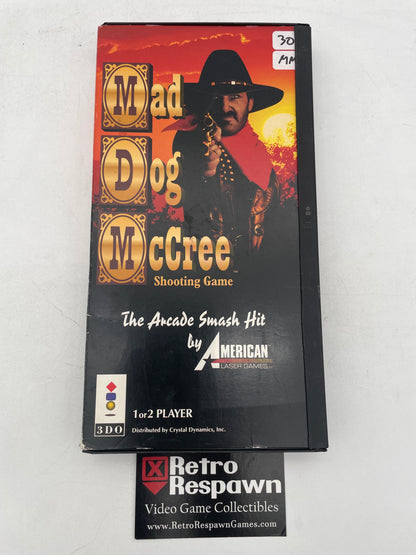 30
MM
Mad
Dog
McCree™
Shooting Game
The Arcade Smash Hit
by AMERICAN
LASER GAMES
1 or 2 PLAYER
3DO
Distributed by Crystal Dynamics, Inc.
Retro
Respawn
Video Game Collectibles
www.RetroRespawnGames.com